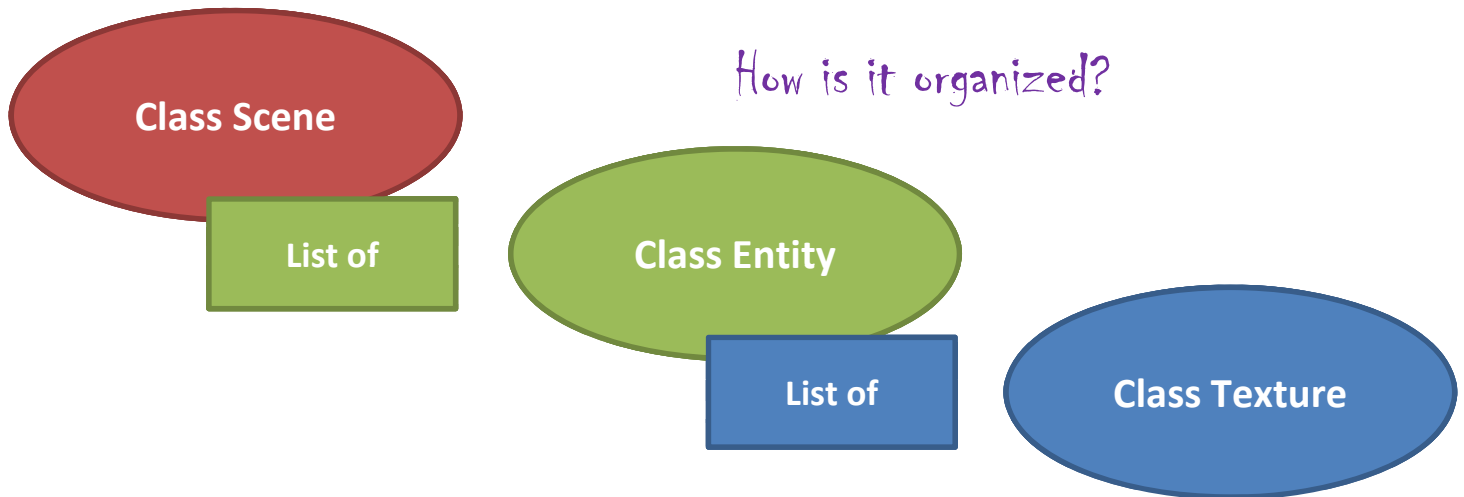 How is it organized?
Class Scene
List of
Class Entity
List of
Class Texture